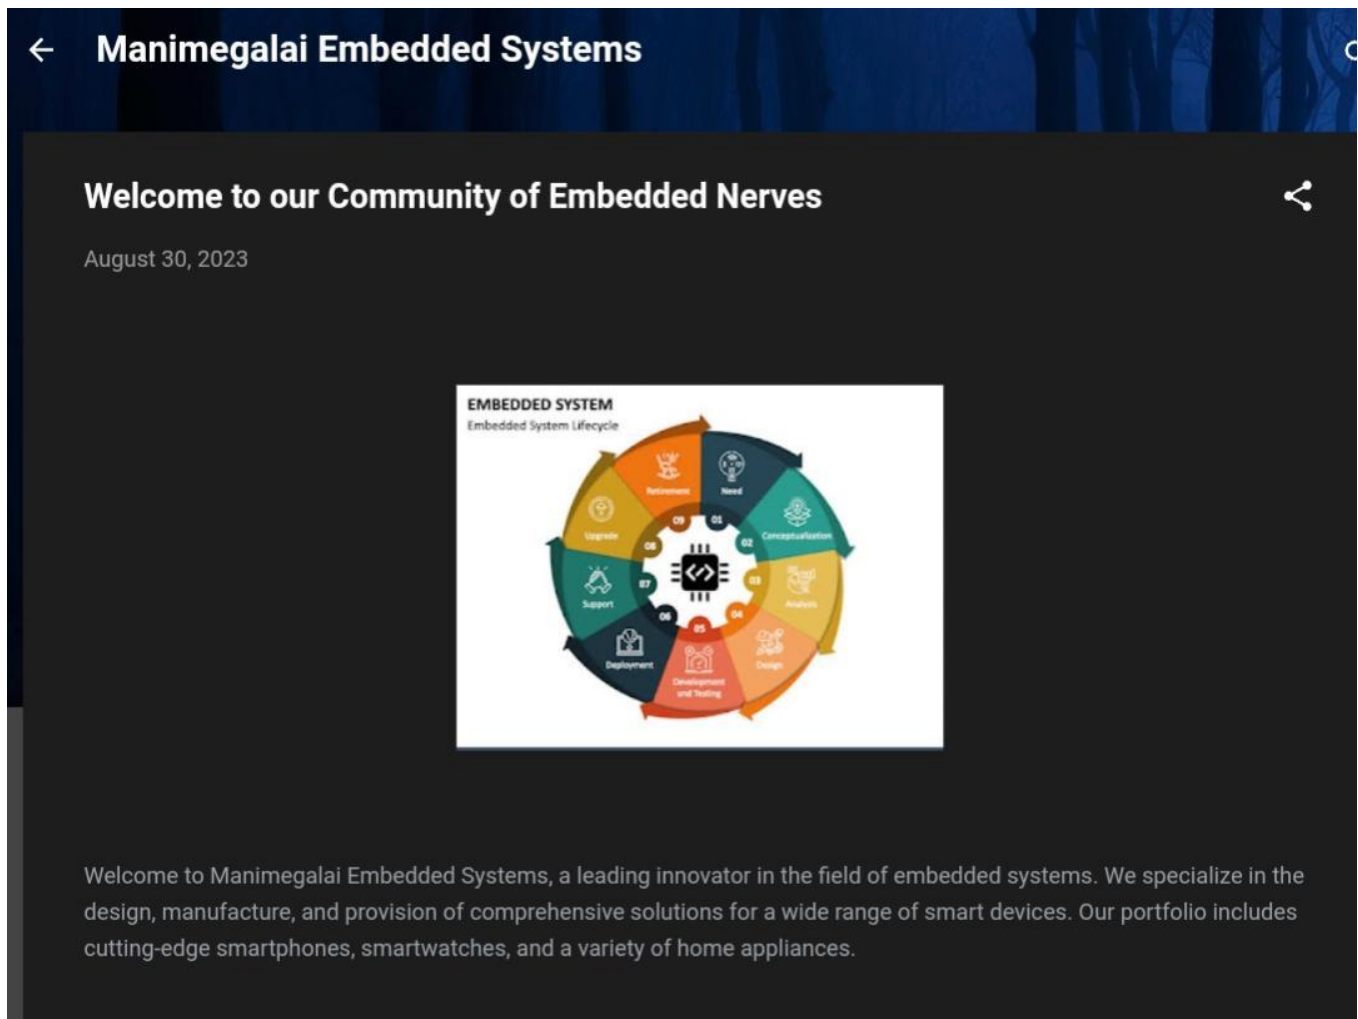 Manimegalai Embedded Systems
Welcome to our Community of Embedded Nerves
August 30, 2023
EMBEDDED SYSTEM
Embedded System Lifecycle
Retirement
Need
Upgrade
Conceptualization
09
01
08
02
07
03
Support
Analysis
06
04
05
Deployment
Design
Development
and Testing
Welcome to Manimegalai Embedded Systems, a leading innovator in the field of embedded systems. We specialize in the
design, manufacture, and provision of comprehensive solutions for a wide range of smart devices. Our portfolio includes
cutting-edge smartphones, smartwatches, and a variety of home appliances.